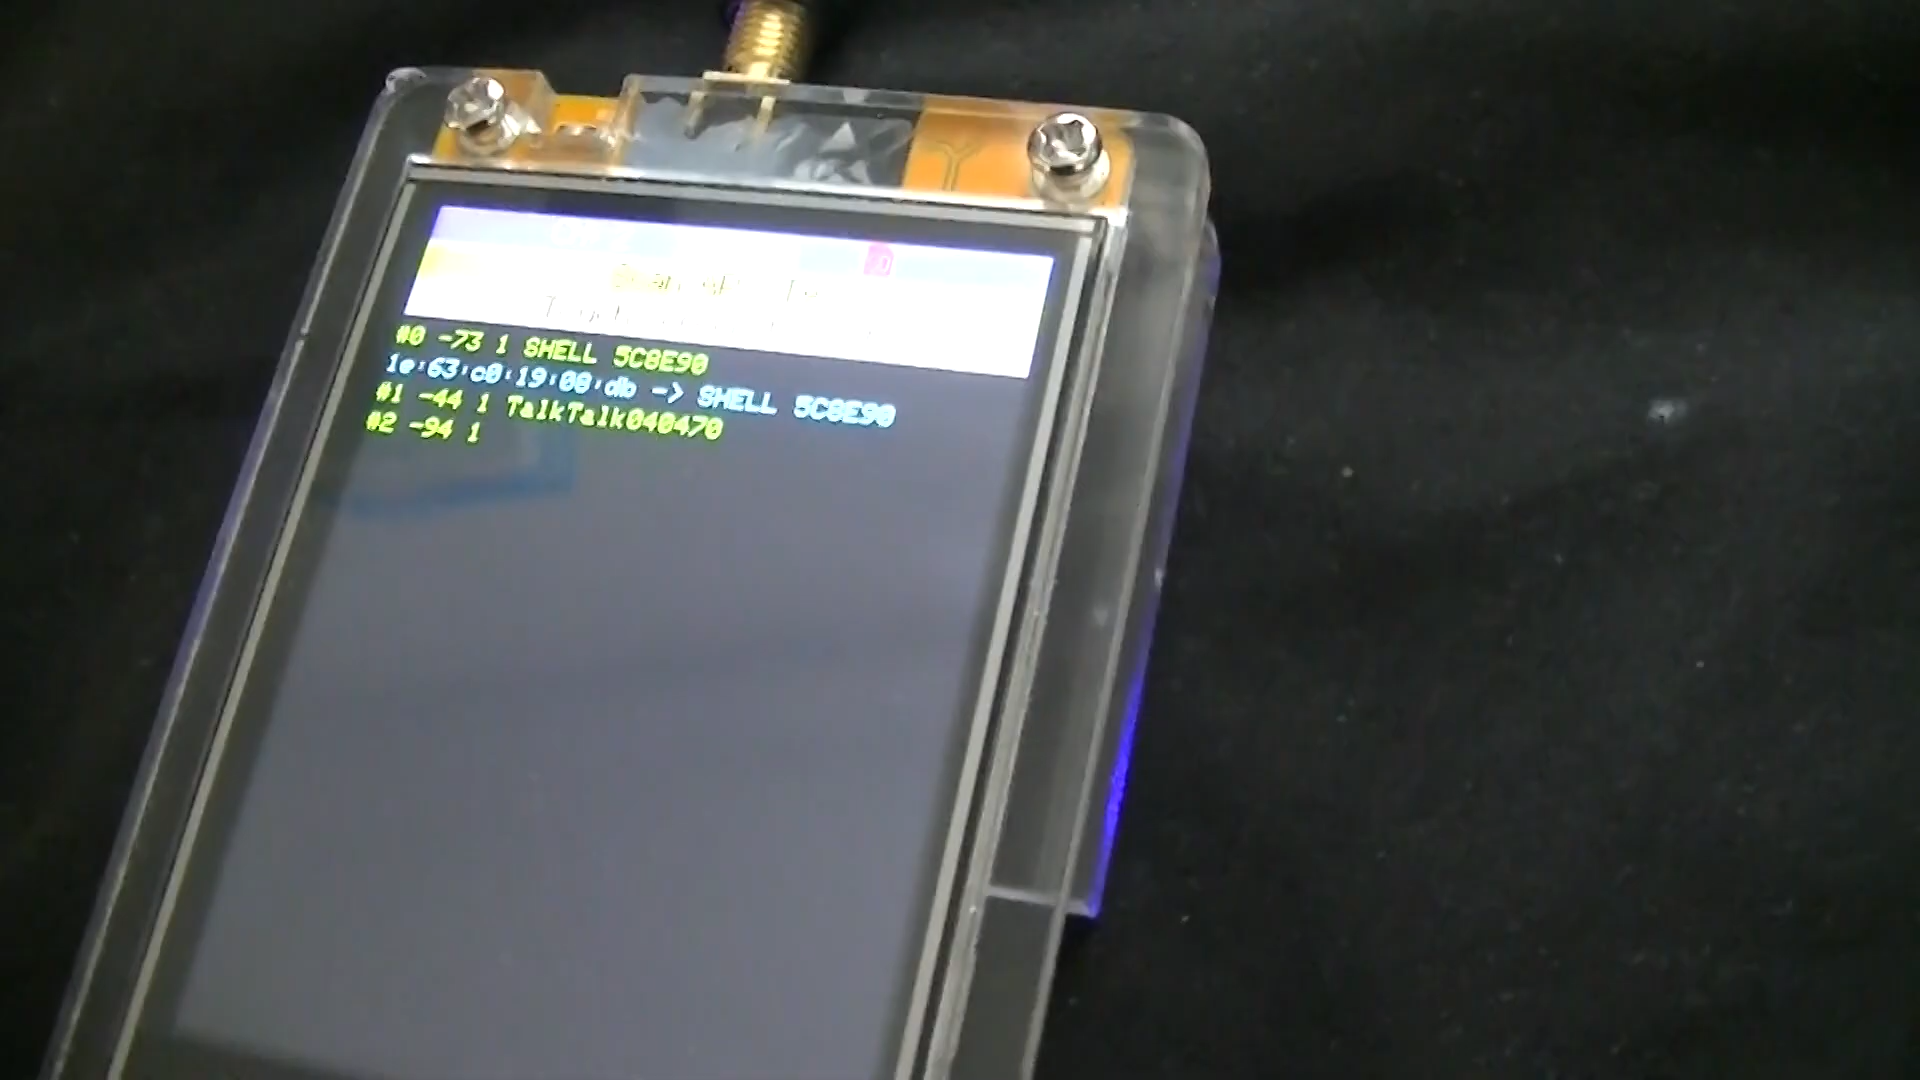 #0 -73 1 SHELL 5C8E90
1e:63:c0:19:08:db -> SHELL 5C8E90
#1 -44 1 TalkTalk040470
#2 -94 1